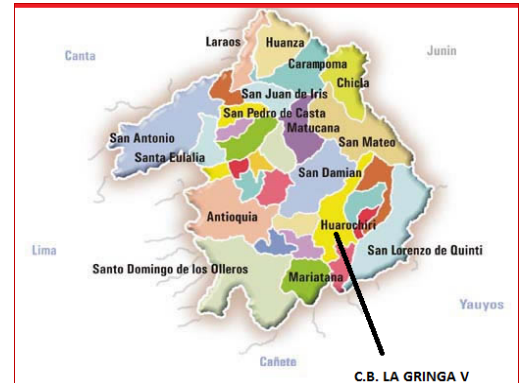 Laraos
Huanza
Canta
Junin
Carampoma
Chicla
San Juan de Iris
San Pedro de Casta
Matucana
San Antonio
San Mateo
Santa Eulalia
San Damian
Antioquia
Huarochiri
Lima
San Lorenzo de Quinti
Santo Domingo de los Olleros
Mariatana
Yauyos
Cañete
C.B. LA GRINGA V